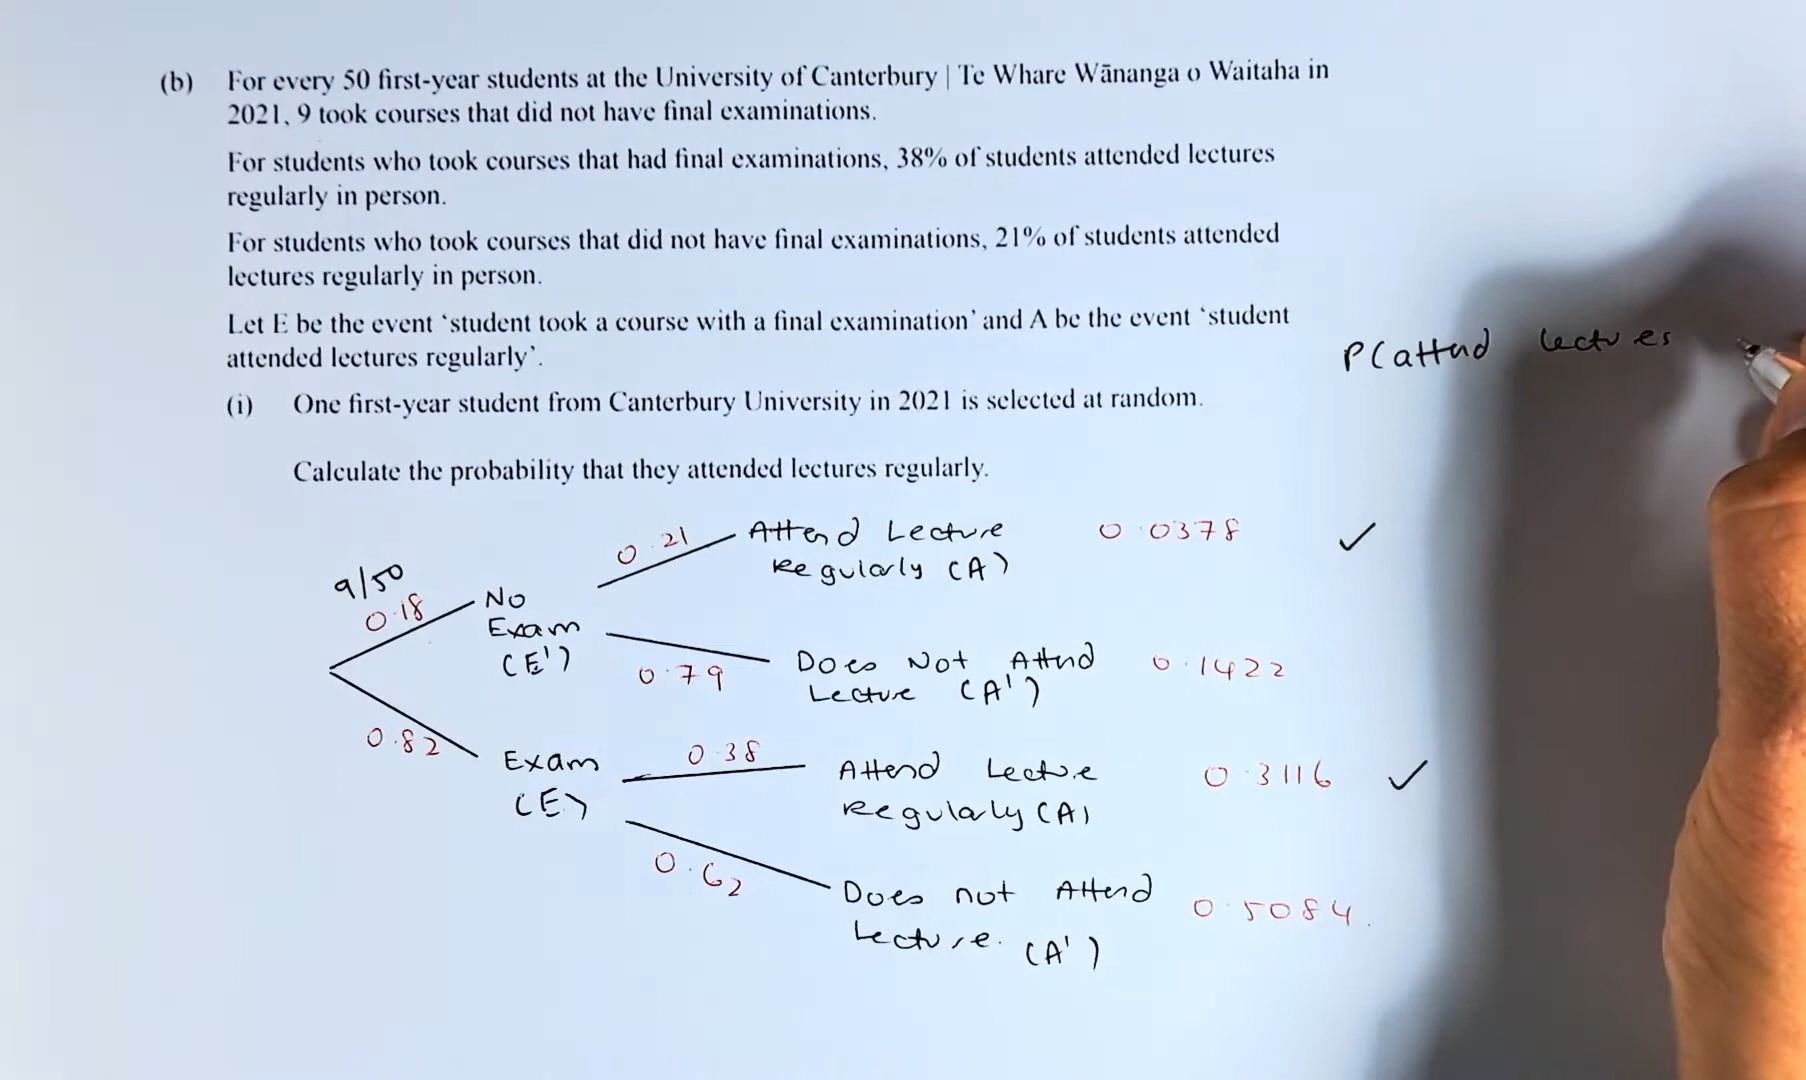 (b) For every 50 first-year students at the University of Canterbury | Te Whare Wānanga o Waitaha in
2021, 9 took courses that did not have final examinations.
For students who took courses that had final examinations, 38% of students attended lectures
regularly in person.
For students who took courses that did not have final examinations, 21% of students attended
lectures regularly in person.
Let E be the event ‘student took a course with a final examination’ and A be the event ‘student
attended lectures regularly’.
P(attend lectures
(i) One first-year student from Canterbury University in 2021 is selected at random.
Calculate the probability that they attended lectures regularly.
0.21 Attend Lecture 0.0378 ✓
Regularly (A)
9/50
0.18 No
Exam
(E')
0.79 Does Not Attend 0.1422
Lecture (A')
0.82 Exam 0.38 Attend Lecture 0.3116 ✓
(E) Regularly (A)
0.62 Does not Attend 0.5084.
Lecture. (A')